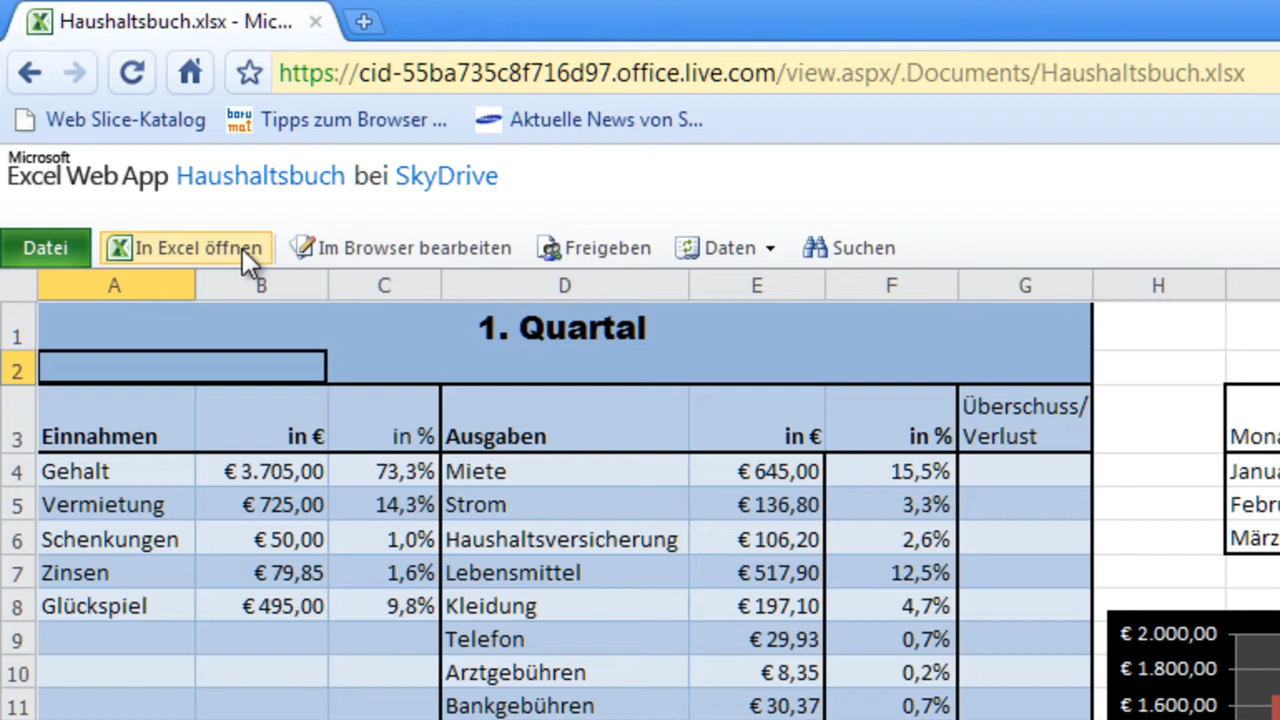 Haushaltsbuch.xlsx - Mic...
https://cid-55ba735c8f716d97.office.live.com/view.aspx/.Documents/Haushaltsbuch.xlsx
Web Slice-Katalog boru mat Tipps zum Browser ... Aktuelle News von S...
Microsoft
Excel Web App Haushaltsbuch bei SkyDrive
Datei In Excel öffnen Im Browser bearbeiten Freigeben Daten Suchen
A B C D E F G H
1 1. Quartal
2
3 Einnahmen in € in % Ausgaben in € in % Überschuss/
Verlust
4 Gehalt € 3.705,00 73,3% Miete € 645,00 15,5%
5 Vermietung € 725,00 14,3% Strom € 136,80 3,3%
6 Schenkungen € 50,00 1,0% Haushaltsversicherung € 106,20 2,6% März
7 Zinsen € 79,85 1,6% Lebensmittel € 517,90 12,5%
8 Glückspiel € 495,00 9,8% Kleidung € 197,10 4,7%
9 Telefon € 29,93 0,7% € 2.000,00
10 Arztgebühren € 8,35 0,2% € 1.800,00
11 Bankgebühren € 30,37 0,7% € 1.600,00